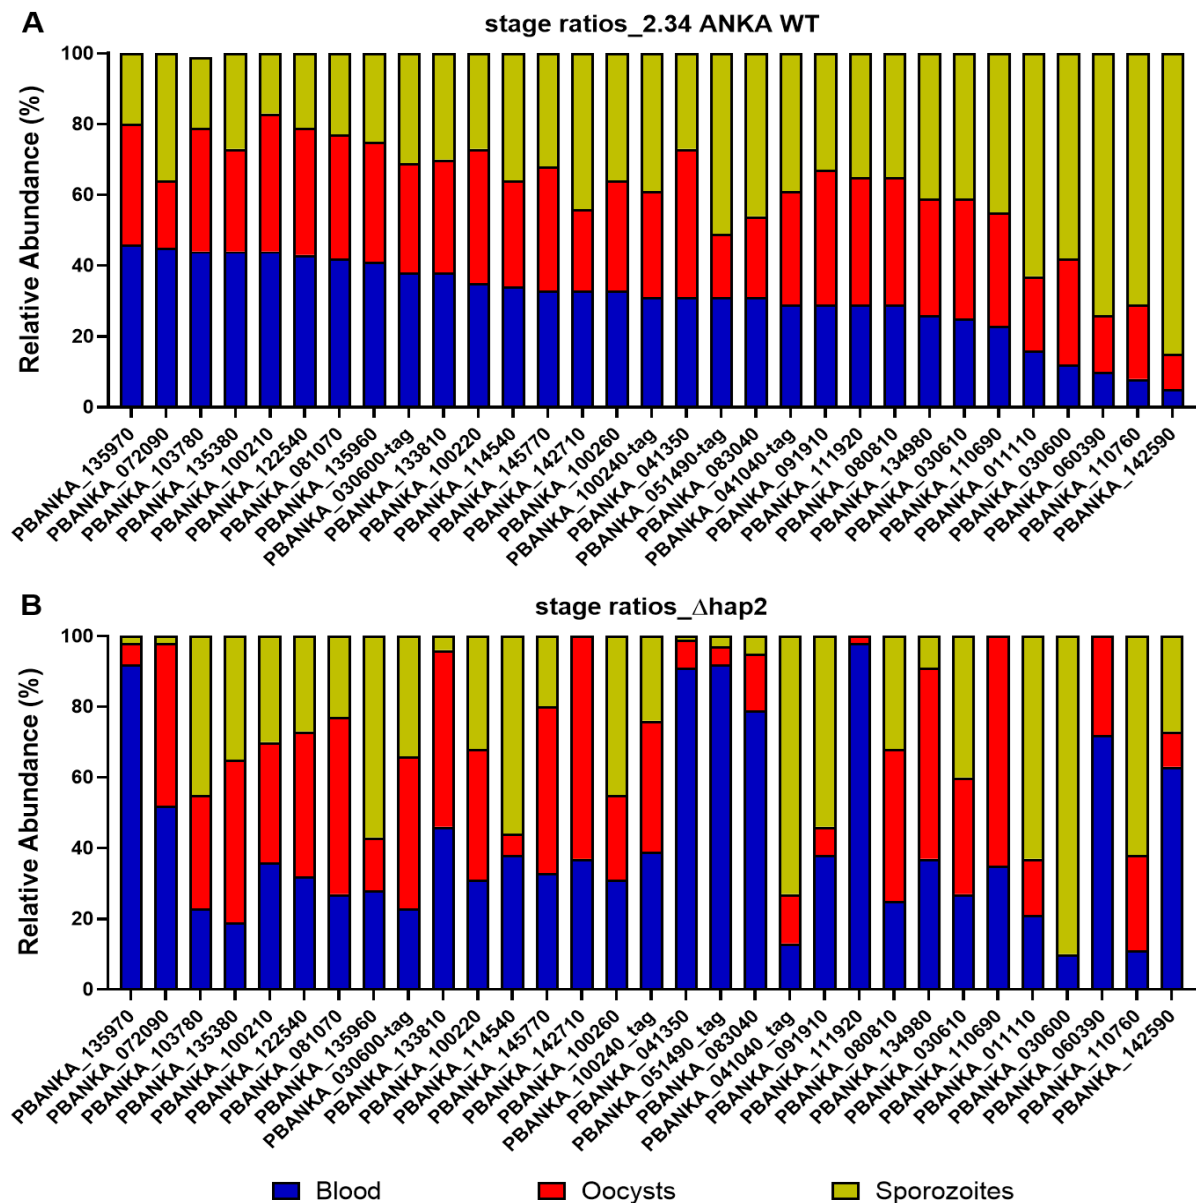 A
stage ratios_2.34 ANKA WT
Relative Abundance (%)
100
80
60
40
20
0
PBANKA_135970
PBANKA_072090
PBANKA_103780
PBANKA_135380
PBANKA_100210
PBANKA_122540
PBANKA_081070
PBANKA_135960
PBANKA_030600-tag
PBANKA_133810
PBANKA_100220
PBANKA_114540
PBANKA_145770
PBANKA_142710
PBANKA_100260
PBANKA_100240-tag
PBANKA_041350
PBANKA_051490-tag
PBANKA_083040
PBANKA_041040-tag
PBANKA_091910
PBANKA_111920
PBANKA_080810
PBANKA_134980
PBANKA_030610
PBANKA_110690
PBANKA_011110
PBANKA_030600
PBANKA_060390
PBANKA_110760
PBANKA_142590
B
stage ratios_Δhap2
Relative Abundance (%)
100
80
60
40
20
0
PBANKA_135970
PBANKA_072090
PBANKA_103780
PBANKA_135380
PBANKA_100210
PBANKA_122540
PBANKA_081070
PBANKA_135960
PBANKA_030600-tag
PBANKA_133810
PBANKA_100220
PBANKA_114540
PBANKA_145770
PBANKA_142710
PBANKA_100260
PBANKA_100240_tag
PBANKA_041350
PBANKA_051490_tag
PBANKA_083040
PBANKA_041040_tag
PBANKA_091910
PBANKA_111920
PBANKA_080810
PBANKA_134980
PBANKA_030610
PBANKA_110690
PBANKA_011110
PBANKA_030600
PBANKA_060390
PBANKA_110760
PBANKA_142590
Blood
Oocysts
Sporozoites